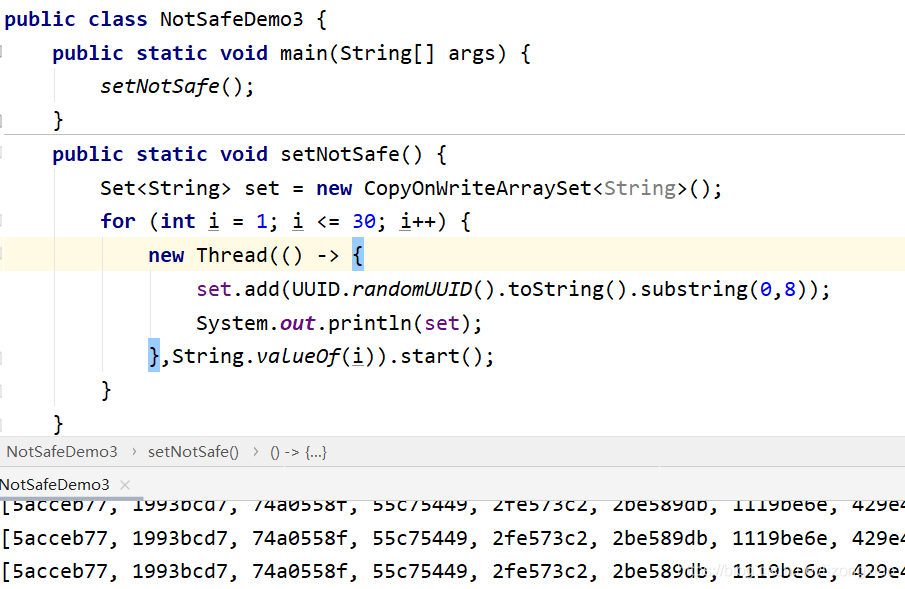 public class NotSafeDemo3 {
public static void main(String[] args) {
setNotSafe();
}
public static void setNotSafe() {
Set<String> set = new CopyOnWriteArraySet<String>();
for (int i = 1; i <= 30; i++) {
new Thread(() -> {
set.add(UUID.randomUUID().toString().substring(0,8));
System.out.println(set);
},String.valueOf(i)).start();
}
}
NotSafeDemo3 › setNotSafe() › () -> {...}
NotSafeDemo3 ×
[5acceb77, 1993bcd7, 74a0558f, 55c75449, 2fe573c2, 2be589db, 1119be6e, 429e4
[5acceb77, 1993bcd7, 74a0558f, 55c75449, 2fe573c2, 2be589db, 1119be6e, 429e4
[5acceb77, 1993bcd7, 74a0558f, 55c75449, 2fe573c2, 2be589db, 1119be6e, 429e4